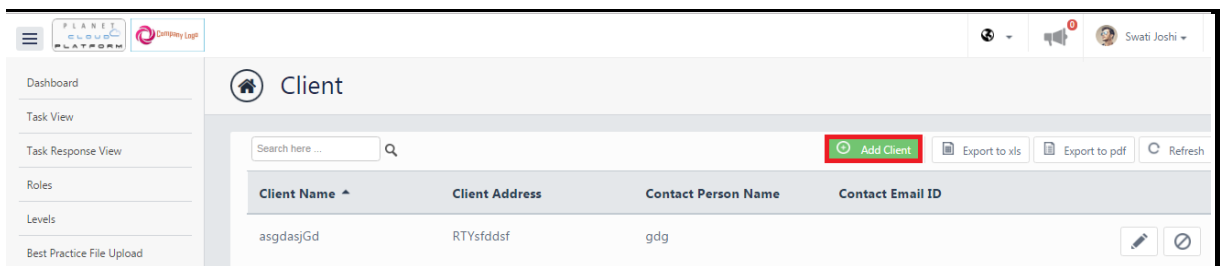 PLANET
CLOUD
PLATFORM
Company Logo
0
Swati Joshi
Dashboard
Client
Task View
Task Response View
Search here ...
Add Client
Export to xls
Export to pdf
Refresh
Roles
Client Name
Client Address
Contact Person Name
Contact Email ID
Levels
asgdasjGd
RTYsfddsf
gdg
Best Practice File Upload